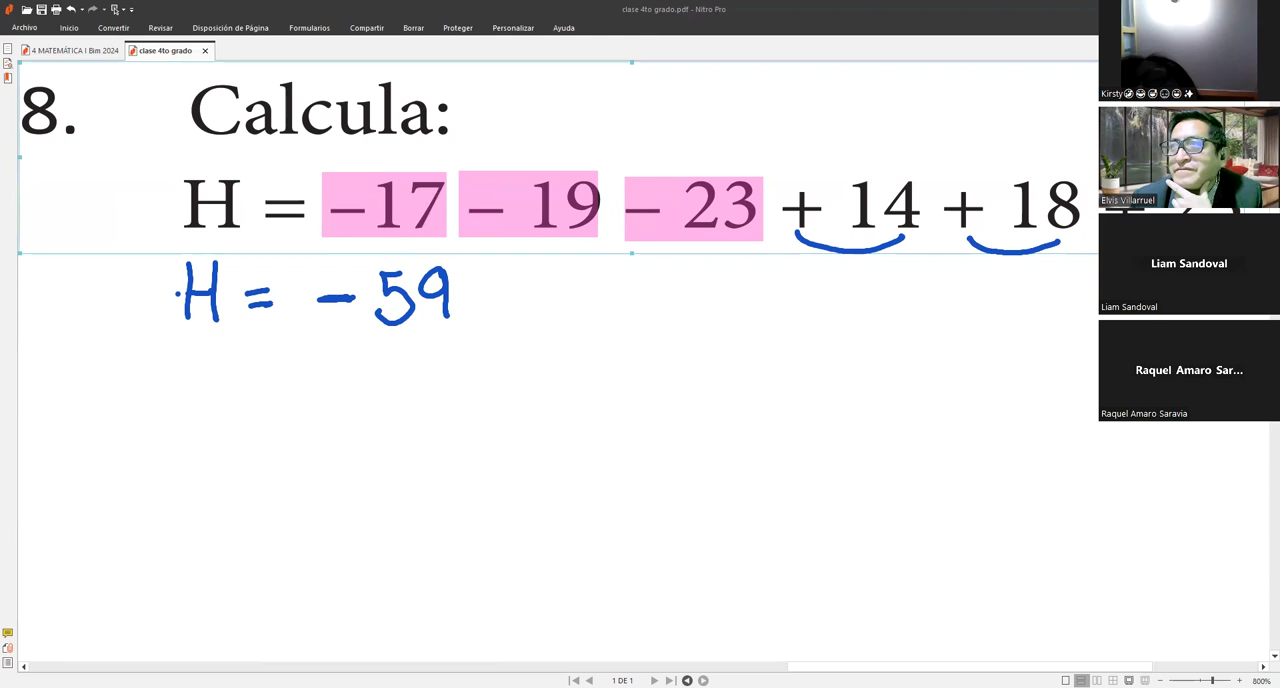 clase 4to grado.pdf - Nitro Pro
Archivo Inicio Convertir Revisar Disposición de Página Formularios Compartir Borrar Proteger Personalizar Ayuda
4 MATEMÁTICA I Bim 2024 clase 4to grado
8. Calcula:
H = –17 – 19 – 23 + 14 + 18
H = - 59
Kirsty
Elvis Villarruel
Liam Sandoval
Liam Sandoval
Raquel Amaro Sar...
Raquel Amaro Saravia
1 DE 1
800%